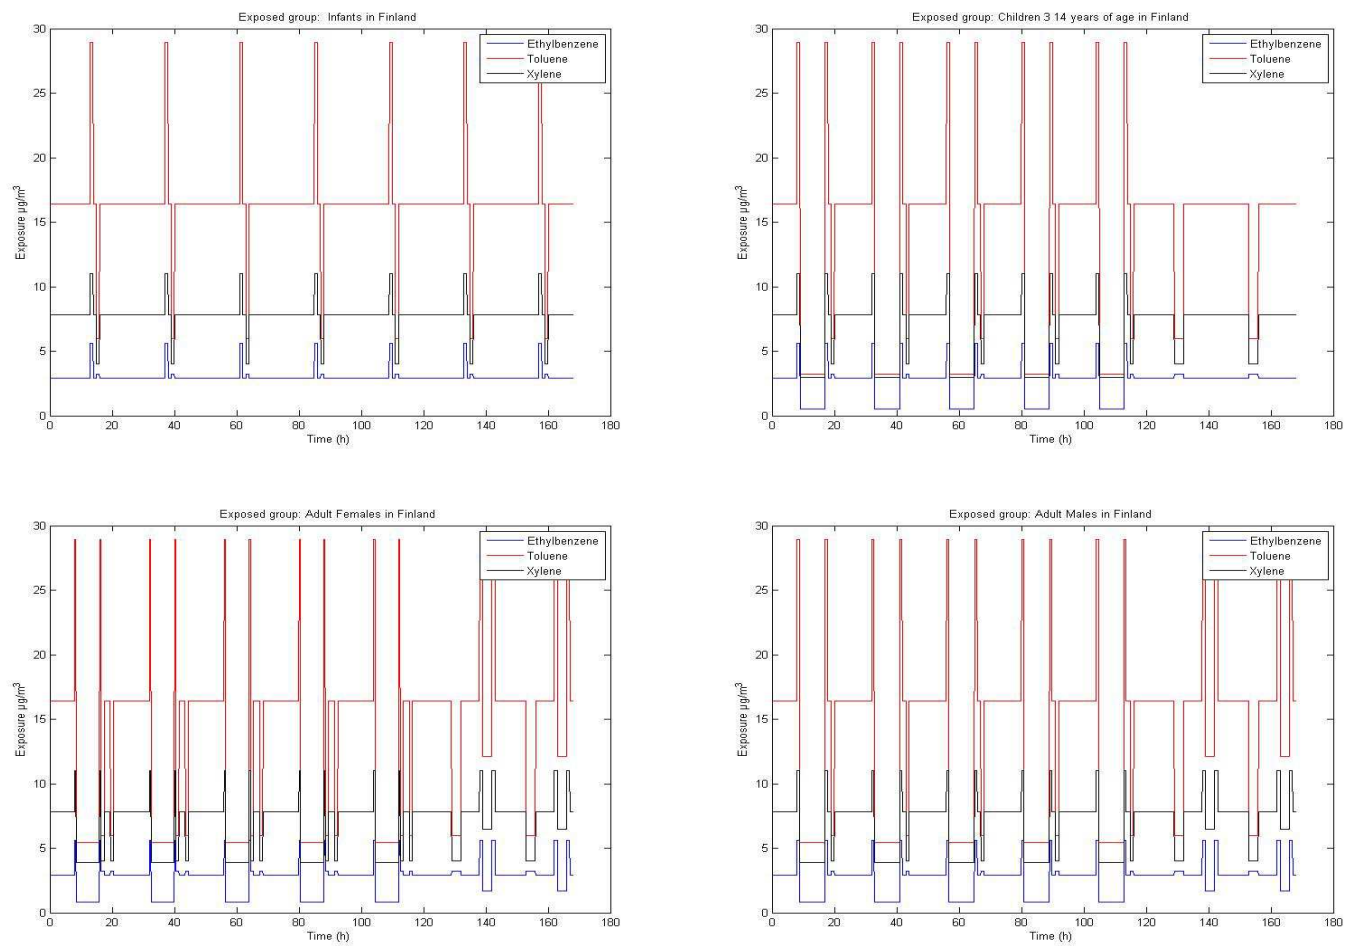 Exposed group: Infants in Finland
30
25
20
15
10
5
0
Exposure µg/m³
0 20 40 60 80 100 120 140 160 180
Time (h)
Ethylbenzene
Toluene
Xylene
Exposed group: Children 3 14 years of age in Finland
30
25
20
15
10
5
0
Exposure µg/m³
0 20 40 60 80 100 120 140 160 180
Time (h)
Ethylbenzene
Toluene
Xylene
Exposed group: Adult Females in Finland
30
25
20
15
10
5
0
Exposure µg/m³
0 20 40 60 80 100 120 140 160 180
Time (h)
Ethylbenzene
Toluene
Xylene
Exposed group: Adult Males in Finland
30
25
20
15
10
5
0
Exposure µg/m³
0 20 40 60 80 100 120 140 160 180
Time (h)
Ethylbenzene
Toluene
Xylene